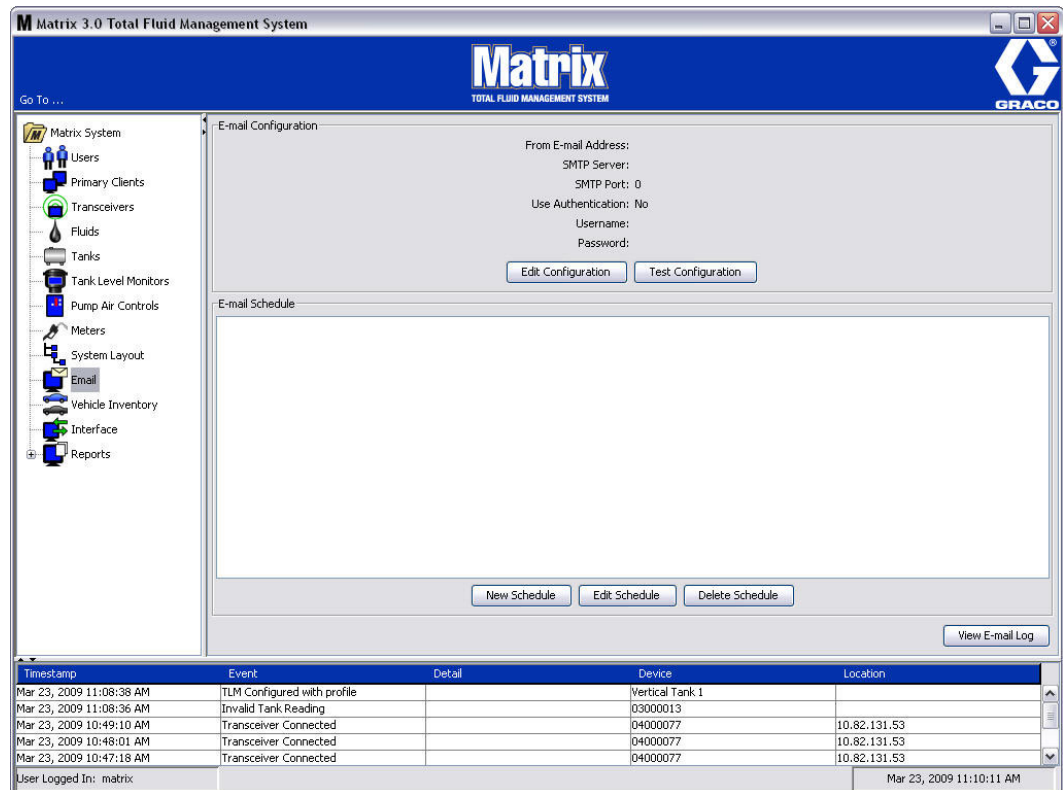 Matrix 3.0 Total Fluid Management System
Matrix
TOTAL FLUID MANAGEMENT SYSTEM
GRACO
Go To ...
Matrix System
Users
Primary Clients
Transceivers
Fluids
Tanks
Tank Level Monitors
Pump Air Controls
Meters
System Layout
Email
Vehicle Inventory
Interface
Reports
E-mail Configuration
From E-mail Address:
SMTP Server:
SMTP Port: 0
Use Authentication: No
Username:
Password:
Edit Configuration Test Configuration
E-mail Schedule
New Schedule Edit Schedule Delete Schedule
View E-mail Log
Timestamp Event Detail Device Location
Mar 23, 2009 11:08:38 AM TLM Configured with profile Vertical Tank 1
Mar 23, 2009 11:08:36 AM Invalid Tank Reading 03000013
Mar 23, 2009 10:49:10 AM Transceiver Connected 04000077 10.82.131.53
Mar 23, 2009 10:48:01 AM Transceiver Connected 04000077 10.82.131.53
Mar 23, 2009 10:47:18 AM Transceiver Connected 04000077 10.82.131.53
User Logged In: matrix Mar 23, 2009 11:10:11 AM